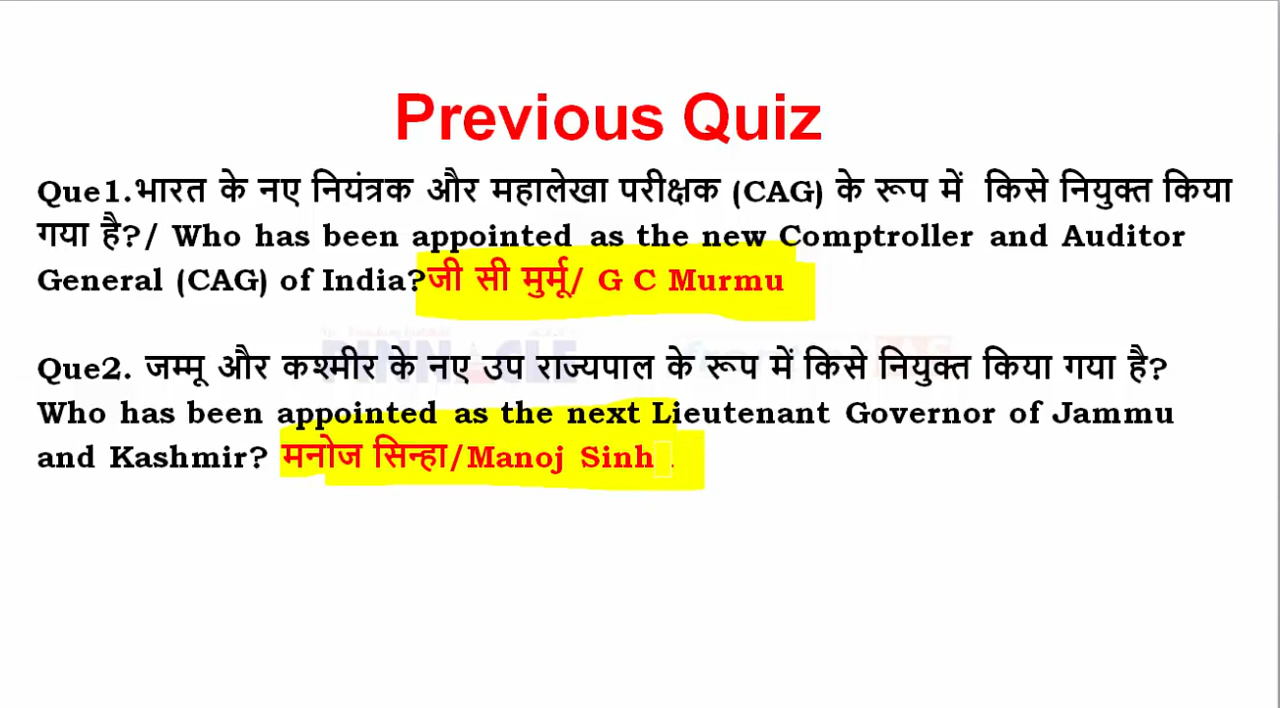 Previous Quiz
Que1.भारत के नए नियंत्रक और महालेखा परीक्षक (CAG) के रूप में किसे नियुक्त किया
गया है?/ Who has been appointed as the new Comptroller and Auditor
General (CAG) of India?जी सी मुर्मू/ G C Murmu
Que2. जम्मू और कश्मीर के नए उप राज्यपाल के रूप में किसे नियुक्त किया गया है?
Who has been appointed as the next Lieutenant Governor of Jammu
and Kashmir? मनोज सिन्हा/Manoj Sinh
PINNACLE